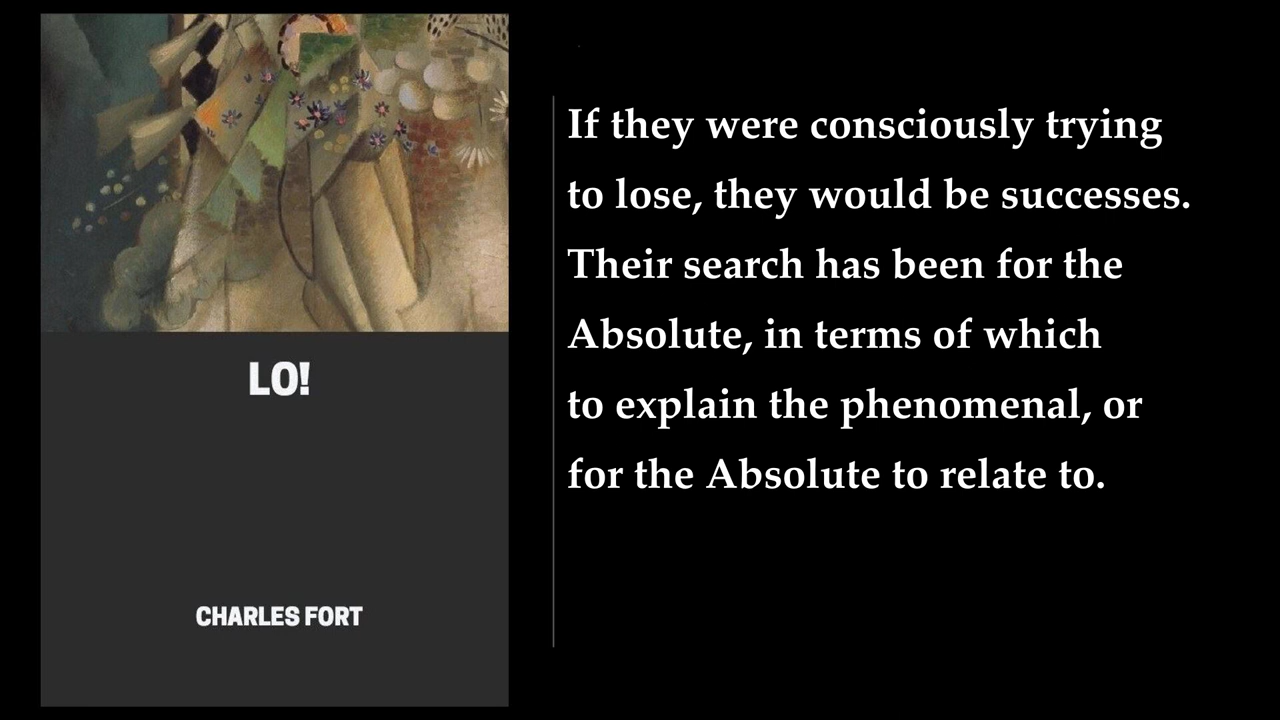 LO!
CHARLES FORT
If they were consciously trying
to lose, they would be successes.
Their search has been for the
Absolute, in terms of which
to explain the phenomenal, or
for the Absolute to relate to.